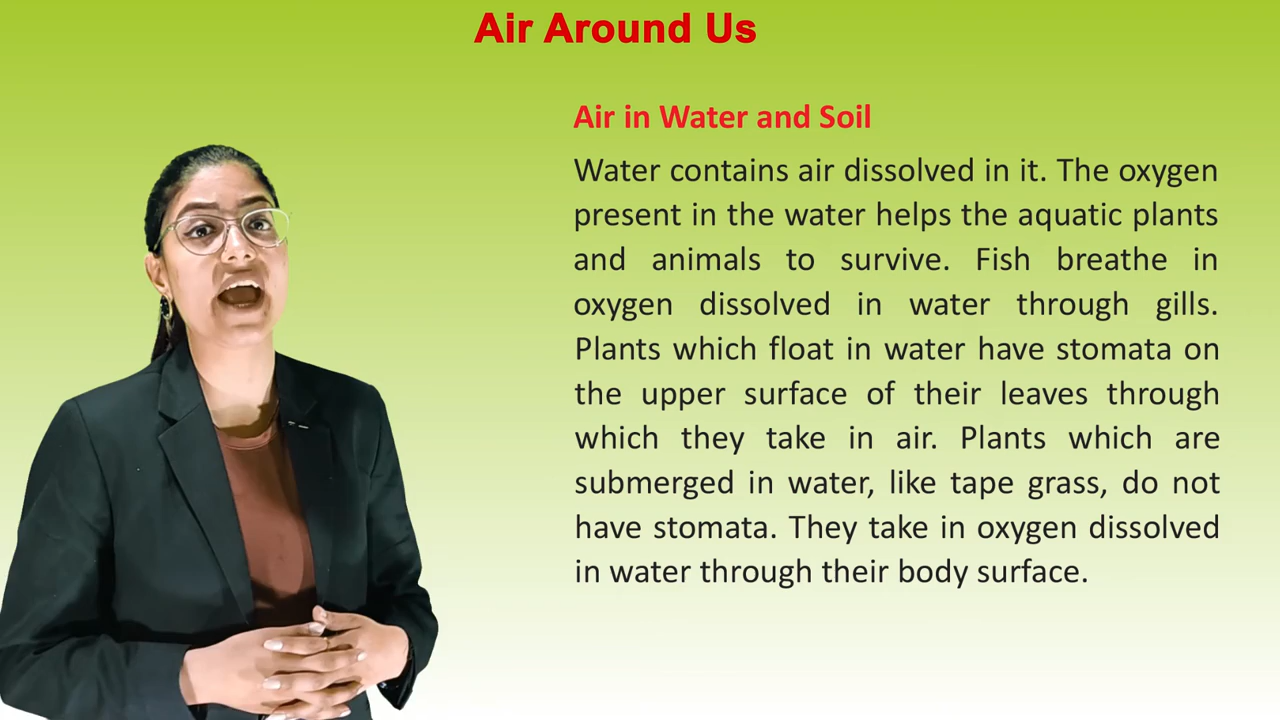 Air Around Us
Air in Water and Soil
Water contains air dissolved in it. The oxygen
present in the water helps the aquatic plants
and animals to survive. Fish breathe in
oxygen dissolved in water through gills.
Plants which float in water have stomata on
the upper surface of their leaves through
which they take in air. Plants which are
submerged in water, like tape grass, do not
have stomata. They take in oxygen dissolved
in water through their body surface.